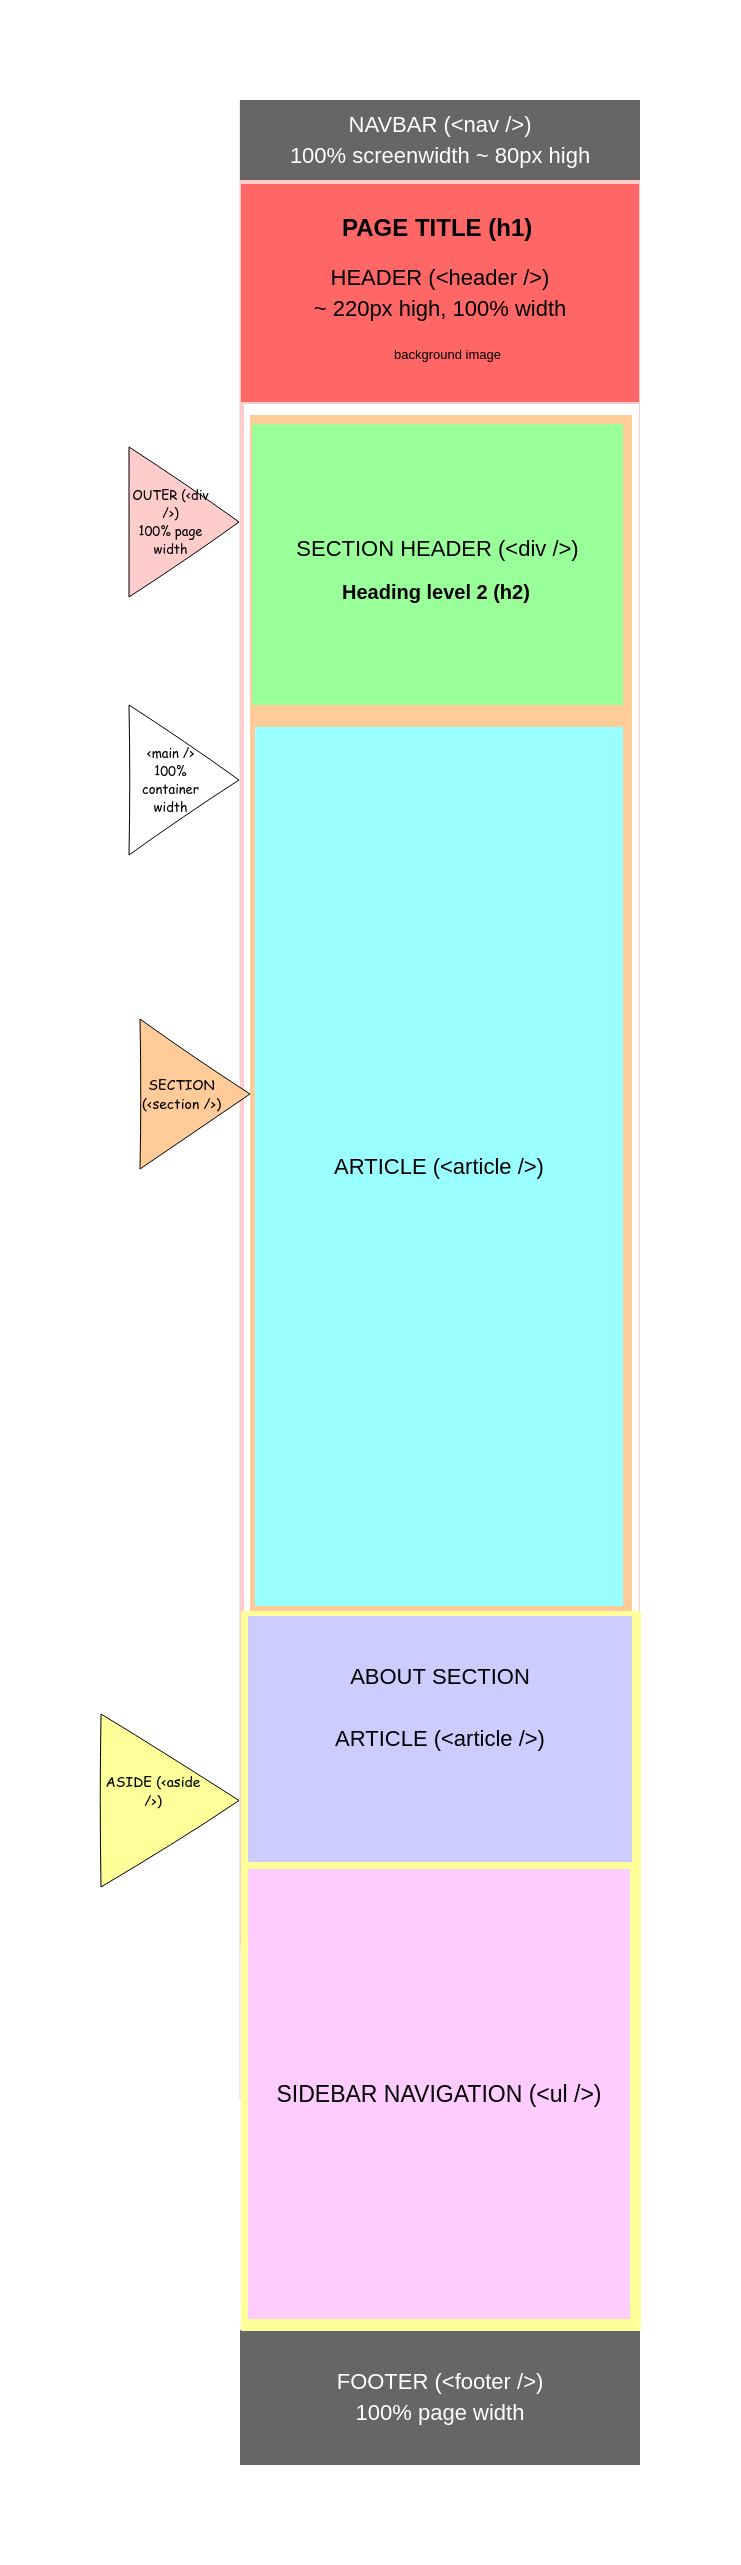 NAVBAR (<nav />)
100% screenwidth ~ 80px high
PAGE TITLE (h1)
HEADER (<header />)
~ 220px high, 100% width
background image
OUTER (<div
/>)
100% page
width
SECTION HEADER (<div />)
Heading level 2 (h2)
<main />
100%
container
width
SECTION
(<section />)
ARTICLE (<article />)
ABOUT SECTION
ARTICLE (<article />)
ASIDE (<aside
/>)
SIDEBAR NAVIGATION (<ul />)
FOOTER (<footer />)
100% page width